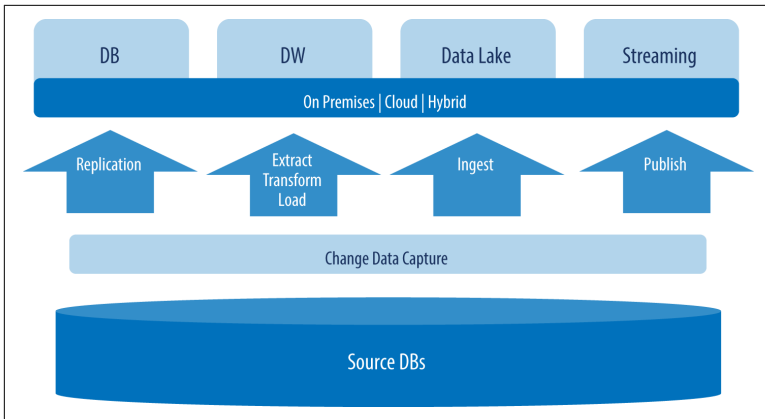 DB
DW
Data Lake
Streaming
On Premises | Cloud | Hybrid
Replication
Extract
Transform
Load
Ingest
Publish
Change Data Capture
Source DBs